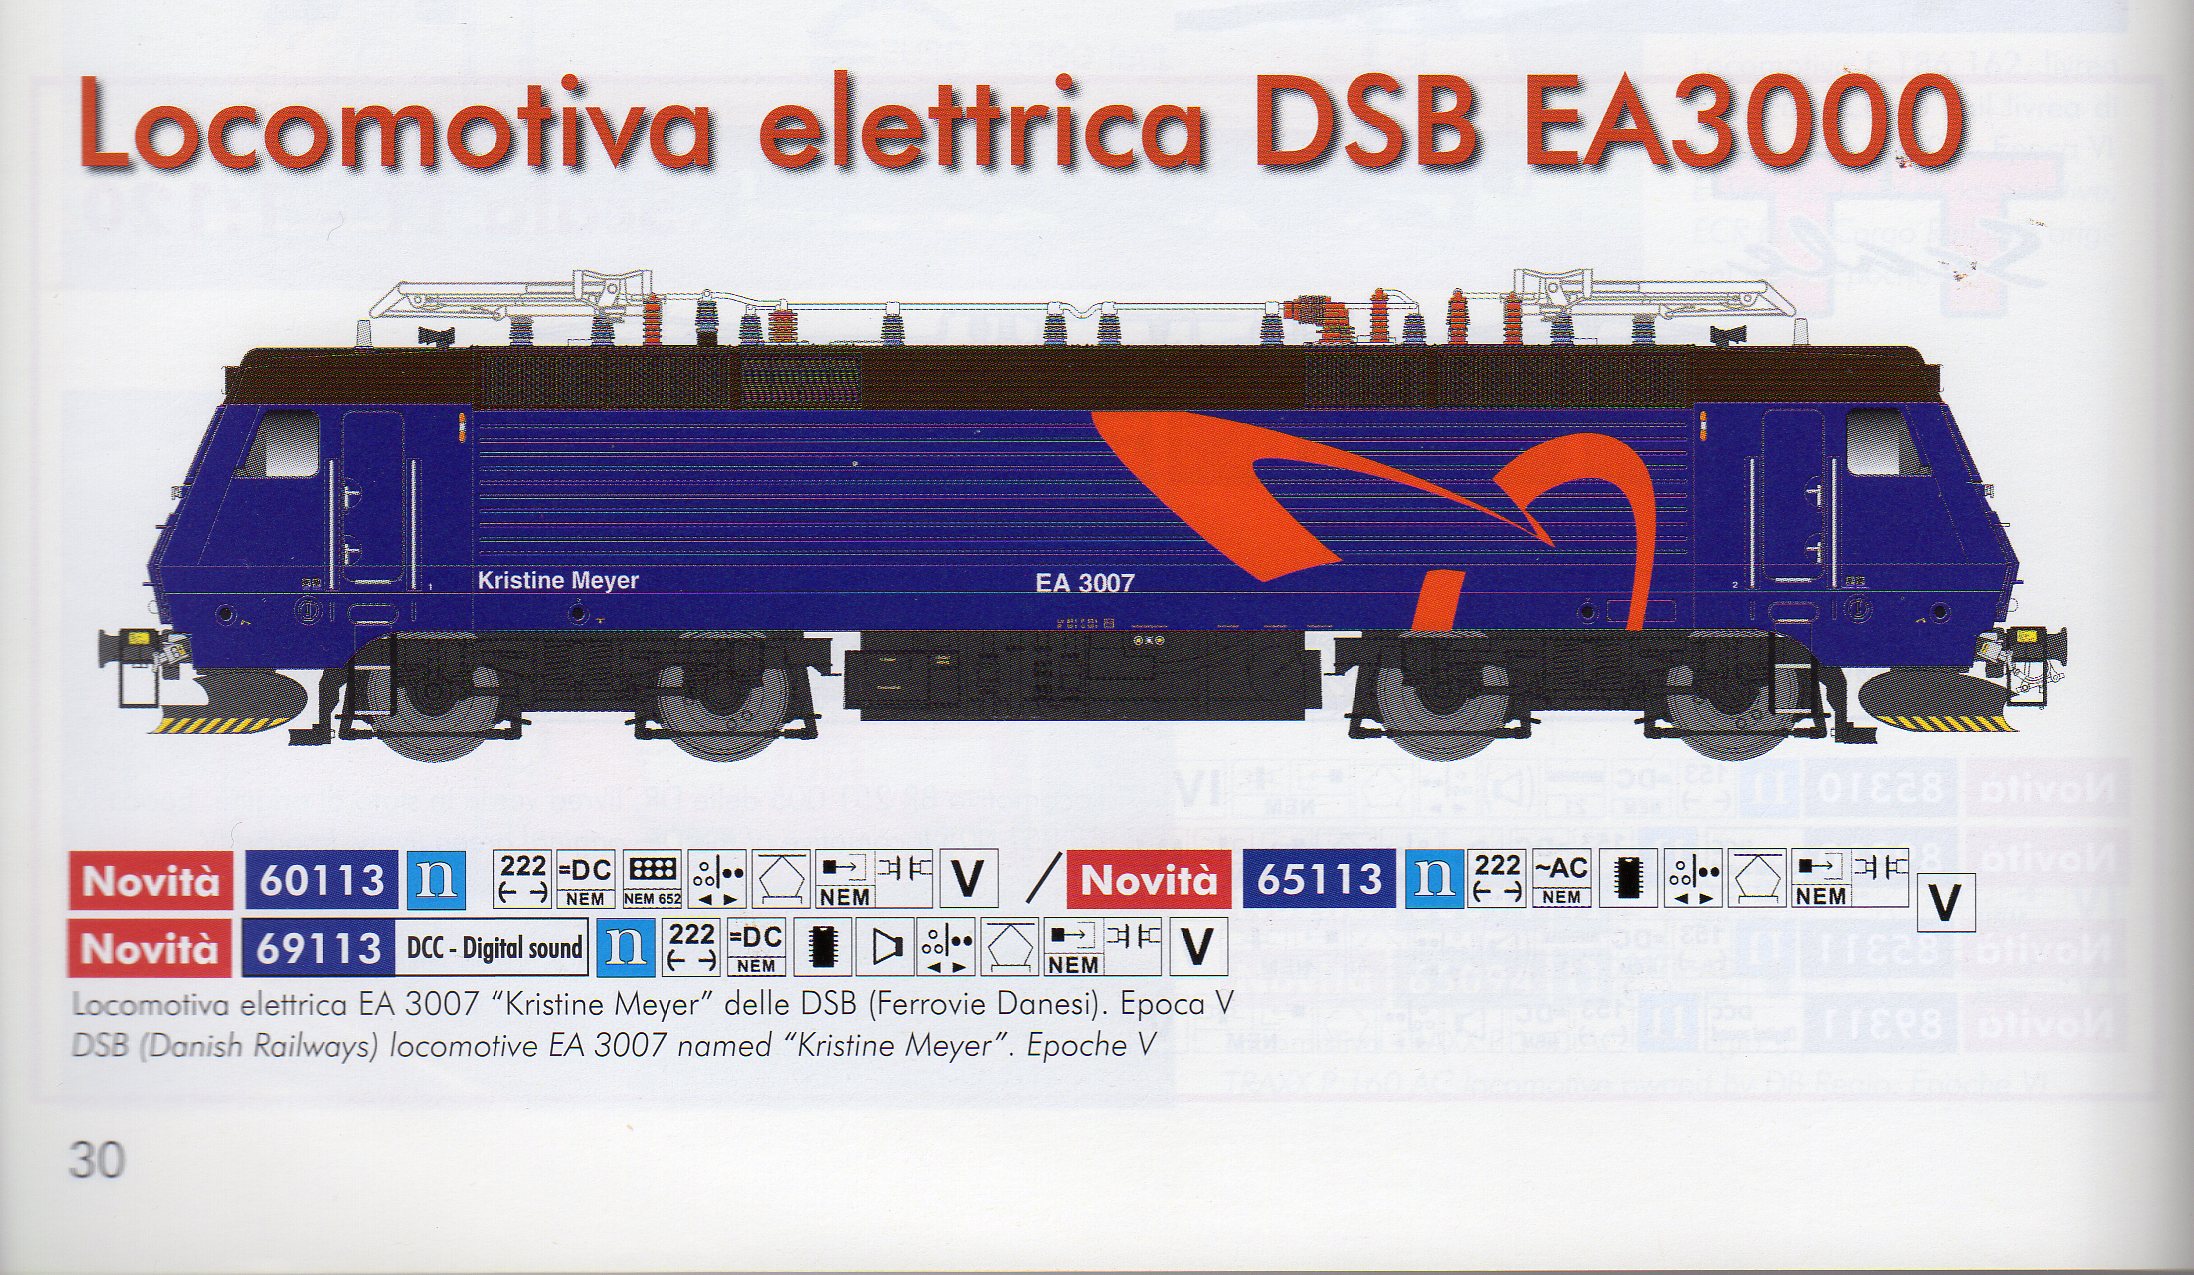 Locomotiva elettrica DSB EA3000
1
2
Kristine Meyer
EA 3007
Novità 60113 n 222 =DC NEM NEM 652 NEM V / Novità 65113 n 222 ~AC NEM NEM V
Novità 69113 DCC - Digital sound n 222 =DC NEM NEM V
Locomotiva elettrica EA 3007 “Kristine Meyer” delle DSB (Ferrovie Danesi). Epoca V
DSB (Danish Railways) locomotive EA 3007 named “Kristine Meyer”. Epoche V
30